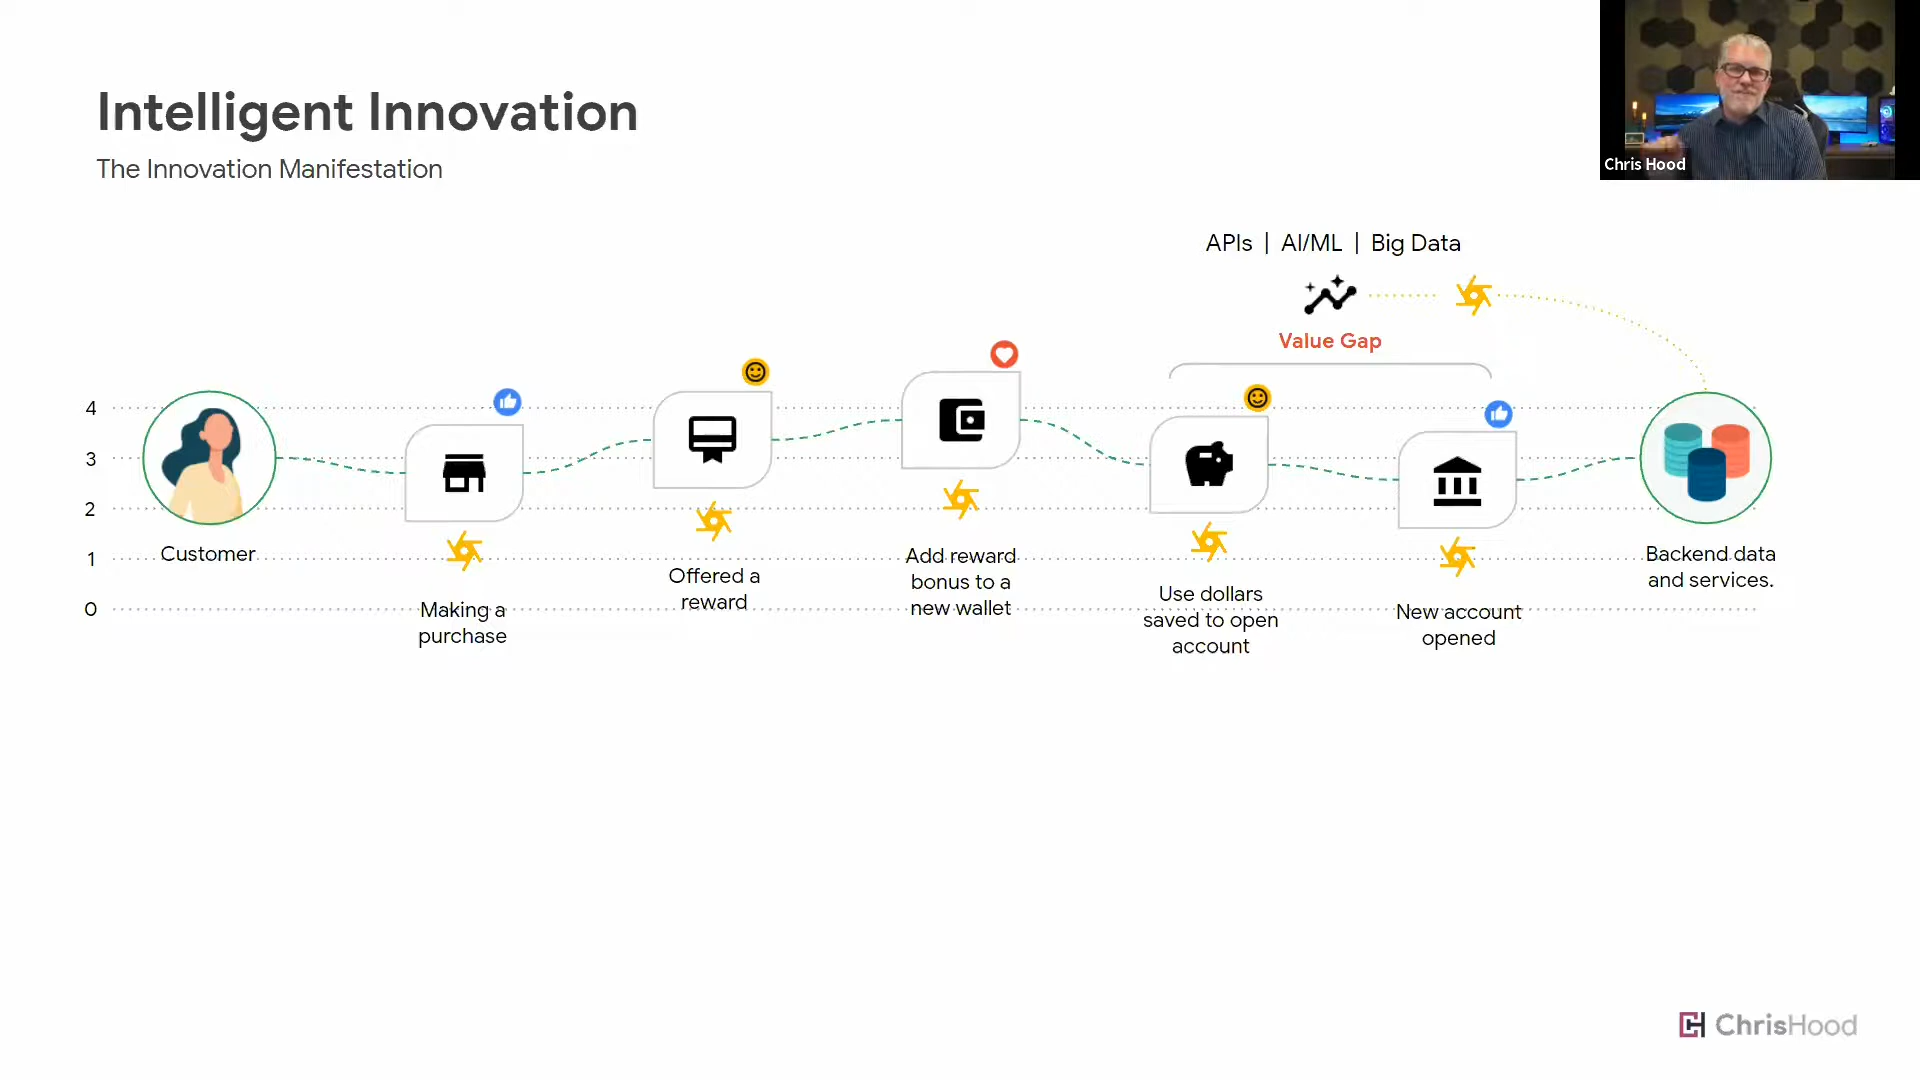 Intelligent Innovation
The Innovation Manifestation
Chris Hood
APIs | AI/ML | Big Data
Value Gap
4
3
2
1
0
Customer
Making a
purchase
Offered a
reward
Add reward
bonus to a
new wallet
Use dollars
saved to open
account
New account
opened
Backend data
and services.
ChrisHood